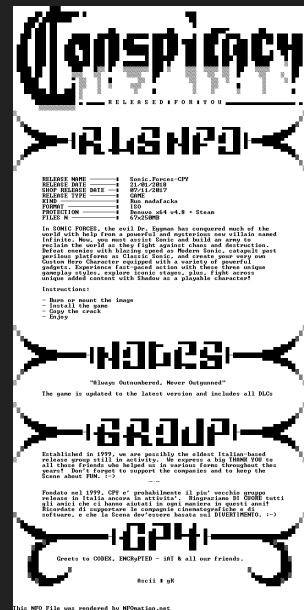 Conspiracy
RELEASED FOR YOU
RLSNFO
RELEASE NAME Sonic.Forces-CPY
RELEASE DATE 21/01/2018
SHOP RELEASE DATE 07/11/2017
RELEASE TYPE GAME
KIND Run madafacka
FORMAT ISO
PROTECTION Denuvo x64 v4.8 + Steam
FILES N 67x250MB
In SONIC FORCES, the evil Dr. Eggman has conquered much of the
world with help from a powerful and mysterious new villain named
Infinite. Now, you must assist Sonic and build an army to
reclaim the world as they fight against chaos and destruction.
Defeat enemies with blazing speed as Modern Sonic, catapult past
perilous platforms as Classic Sonic, and create your very own
Custom Hero Character equipped with a variety of powerful
gadgets. Experience fast-paced action with these three unique
gameplay styles, explore iconic stages, plus, fight across
unique added content with Shadow as a playable character!
Instructions:
- Burn or mount the image
- Install the game
- Copy the crack
- Enjoy
NOTES
"Always Outnumbered, Never Outgunned"
The game is updated to the latest version and includes all DLCs
GROUP
Established in 1999, we are possibly the oldest Italian-based
release group still in activity. We express a big THANK YOU to
all those friends who helped us in various forms throughout thes
years! Don't forget to support the companies and to keep the
Scene about FUN. :-)
---
Fondato nel 1999, CPY e' probabilmente il piu' vecchio gruppo
release in Italia ancora in attivita'. Ringraziamo DI CUORE tutti
gli amici che ci hanno aiutati in ogni maniera in questi anni!
Ricordate di supportare le compagnie cinematografiche e di
software, e che la Scena dev'essere basata sul DIVERTIMENTO. :-)
CPY
Greets to CODEX, ENCRyPTED - iAT & all our friends.
Ascii # gK
This NFO File was rendered by NFOmation.net